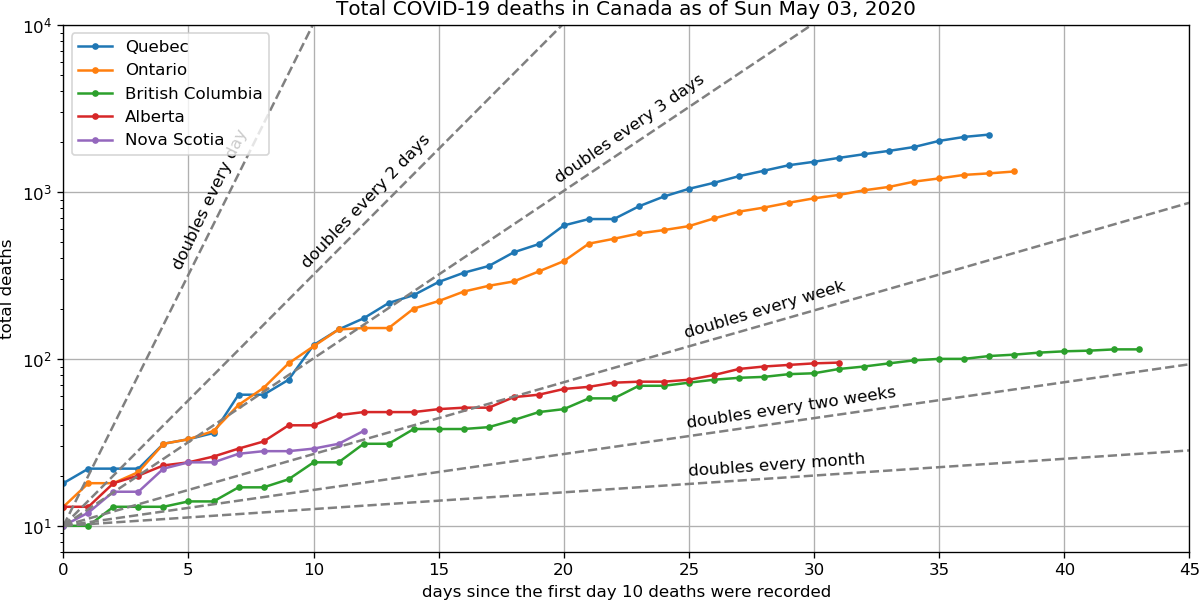 Total COVID-19 deaths in Canada as of Sun May 03, 2020
Quebec
Ontario
British Columbia
Alberta
Nova Scotia
doubles every day
doubles every 2 days
doubles every 3 days
doubles every week
doubles every two weeks
doubles every month
total deaths
10⁴
10³
10²
10¹
0 5 10 15 20 25 30 35 40 45
days since the first day 10 deaths were recorded